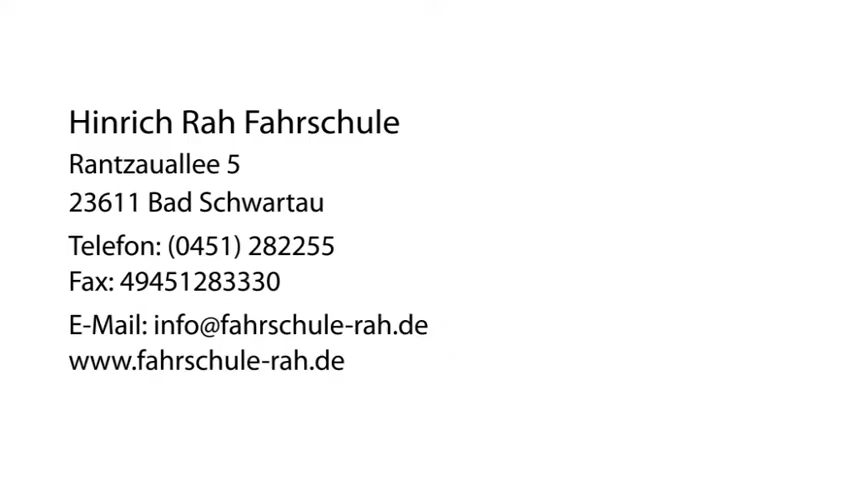 Hinrich Rah Fahrschule
Rantzauallee 5
23611 Bad Schwartau
Telefon: (0451) 282255
Fax: 49451283330
E-Mail: info@fahrschule-rah.de
www.fahrschule-rah.de